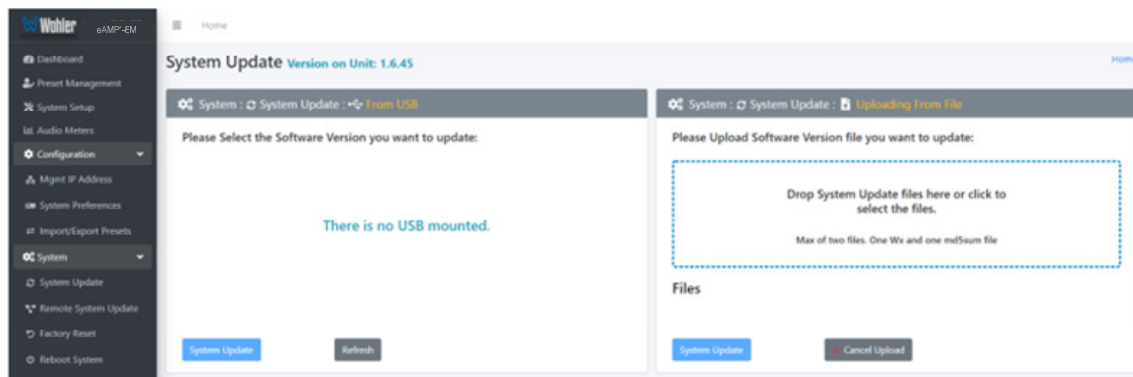 Wohler eAMP1-EM
Home
Dashboard
Preset Management
System Setup
Audio Meters
Configuration
Mgmt IP Address
System Preferences
Import/Export Presets
System
System Update
Remote System Update
Factory Reset
Reboot System
System Update Version on Unit: 1.6.45
Home
System : System Update : From USB
Please Select the Software Version you want to update:
There is no USB mounted.
System Update
Refresh
System : System Update : Uploading From File
Please Upload Software Version file you want to update:
Drop System Update files here or click to
select the files.
Max of two files. One Wx and one md5sum file
Files
System Update
Cancel Upload